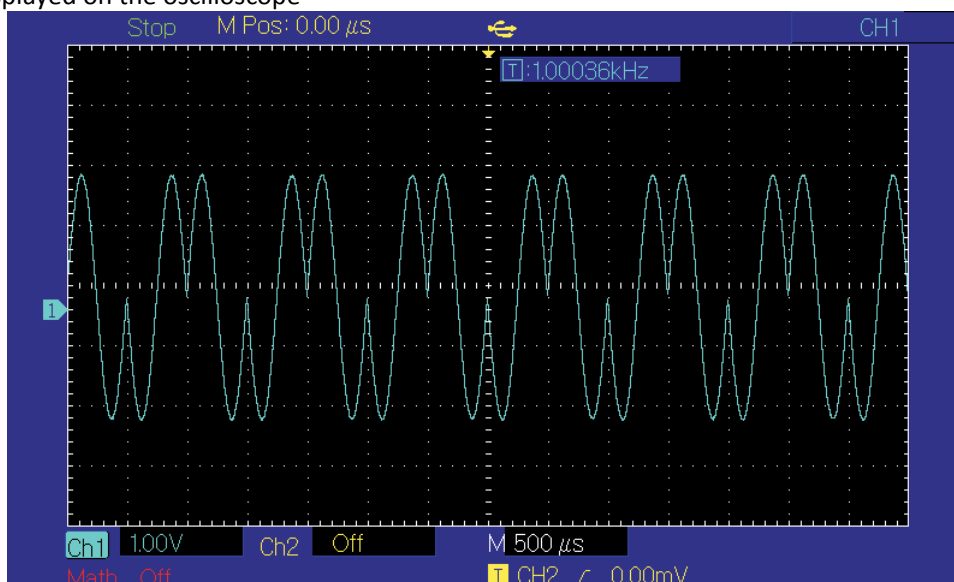 played on the oscilloscope
Stop M Pos: 0.00 μs CH1
T:1.00036kHz
1
Ch1 1.00V Ch2 Off M 500 μs
Math Off T CH2 0.00mV